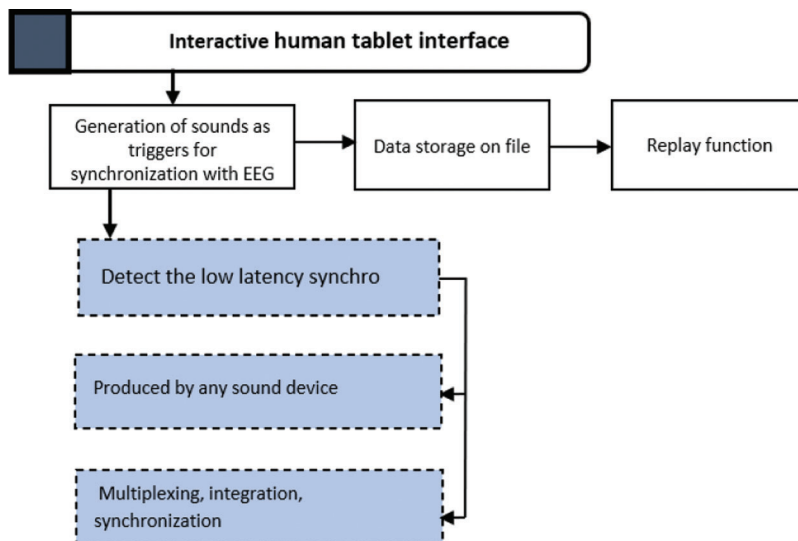 Interactive human tablet interface
Generation of sounds as
triggers for
synchronization with EEG
Data storage on file
Replay function
Detect the low latency synchro
Produced by any sound device
Multiplexing, integration,
synchronization